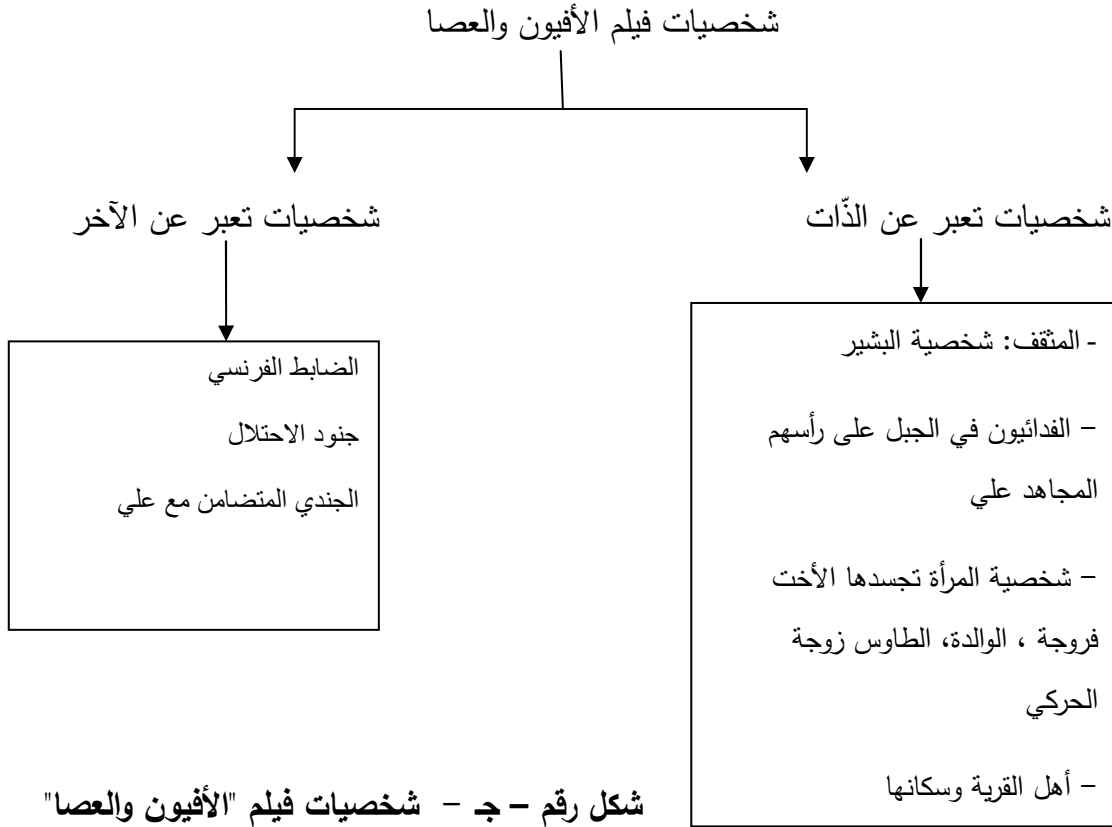 شخصيات فيلم الأفيون والعصا
شخصيات تعبر عن الذّات
شخصيات تعبر عن الآخر
- المثقف: شخصية البشير
– الفدائيون في الجبل على رأسهم
المجاهد علي
– شخصية المرأة تجسدها الأخت
فروجة ، الوالدة، الطاوس زوجة
الحركي
– أهل القرية وسكانها
الضابط الفرنسي
جنود الاحتلال
الجندي المتضامن مع علي
شكل رقم – جـ – شخصيات فيلم "الأفيون والعصا"